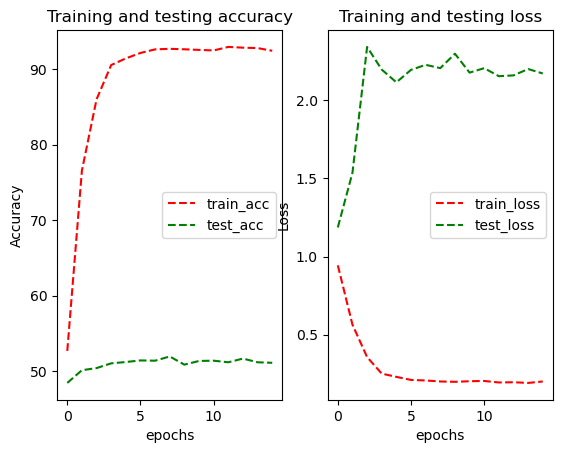 Training and testing accuracy
Accuracy
90
80
70
60
50
0
5
10
epochs
train_acc
test_acc
Training and testing loss
Loss
2.0
1.5
1.0
0.5
0
5
10
epochs
train_loss
test_loss